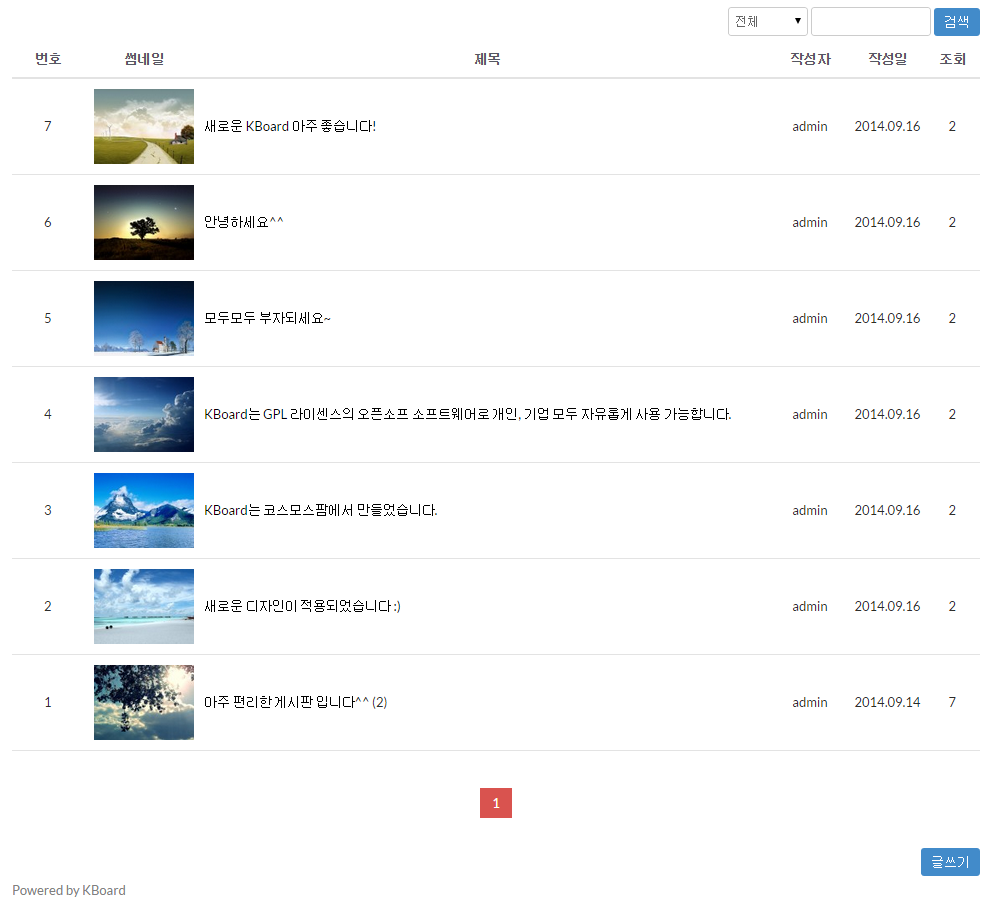 전체 검색
번호 썸네일 제목 작성자 작성일 조회
7 새로운 KBoard 아주 좋습니다! admin 2014.09.16 2
6 안녕하세요^^ admin 2014.09.16 2
5 모두모두 부자되세요~ admin 2014.09.16 2
4 KBoard는 GPL 라이센스의 오픈소프 소프트웨어로 개인, 기업 모두 자유롭게 사용 가능합니다. admin 2014.09.16 2
3 KBoard는 코스모스팜에서 만들었습니다. admin 2014.09.16 2
2 새로운 디자인이 적용되었습니다 :) admin 2014.09.16 2
1 아주 편리한 게시판 입니다^^ (2) admin 2014.09.14 7
1
글쓰기
Powered by KBoard